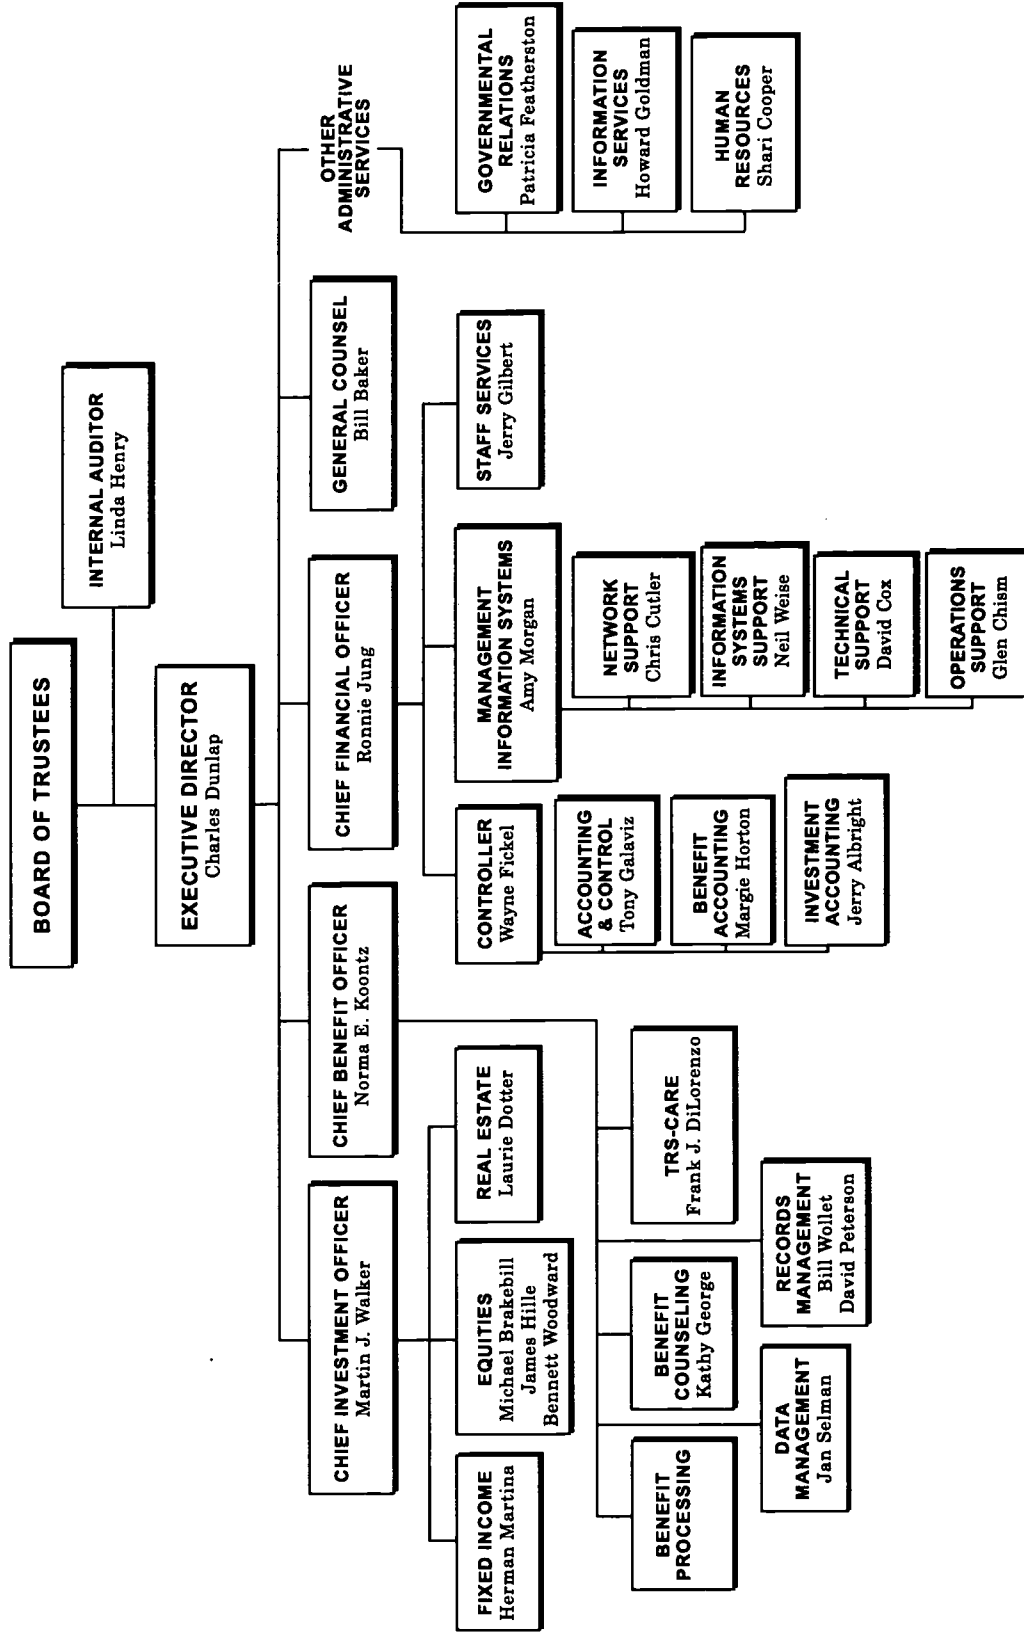 BOARD OF TRUSTEES
INTERNAL AUDITOR
Linda Henry
EXECUTIVE DIRECTOR
Charles Dunlap
CHIEF INVESTMENT OFFICER
Martin J. Walker
CHIEF BENEFIT OFFICER
Norma E. Koontz
CHIEF FINANCIAL OFFICER
Ronnie Jung
GENERAL COUNSEL
Bill Baker
OTHER
ADMINISTRATIVE
SERVICES
FIXED INCOME
Herman Martina
EQUITIES
Michael Brakebill
James Hille
Bennett Woodward
REAL ESTATE
Laurie Dotter
BENEFIT
PROCESSING
BENEFIT
COUNSELING
Kathy George
TRS-CARE
Frank J. DiLorenzo
DATA
MANAGEMENT
Jan Selman
RECORDS
MANAGEMENT
Bill Wollet
David Peterson
CONTROLLER
Wayne Fickel
ACCOUNTING
& CONTROL
Tony Galaviz
BENEFIT
ACCOUNTING
Margie Horton
INVESTMENT
ACCOUNTING
Jerry Albright
MANAGEMENT
INFORMATION SYSTEMS
Amy Morgan
NETWORK
SUPPORT
Chris Cutler
INFORMATION
SYSTEMS
SUPPORT
Neil Weise
TECHNICAL
SUPPORT
David Cox
OPERATIONS
SUPPORT
Glen Chism
STAFF SERVICES
Jerry Gilbert
GOVERNMENTAL
RELATIONS
Patricia Featherston
INFORMATION
SERVICES
Howard Goldman
HUMAN
RESOURCES
Shari Cooper